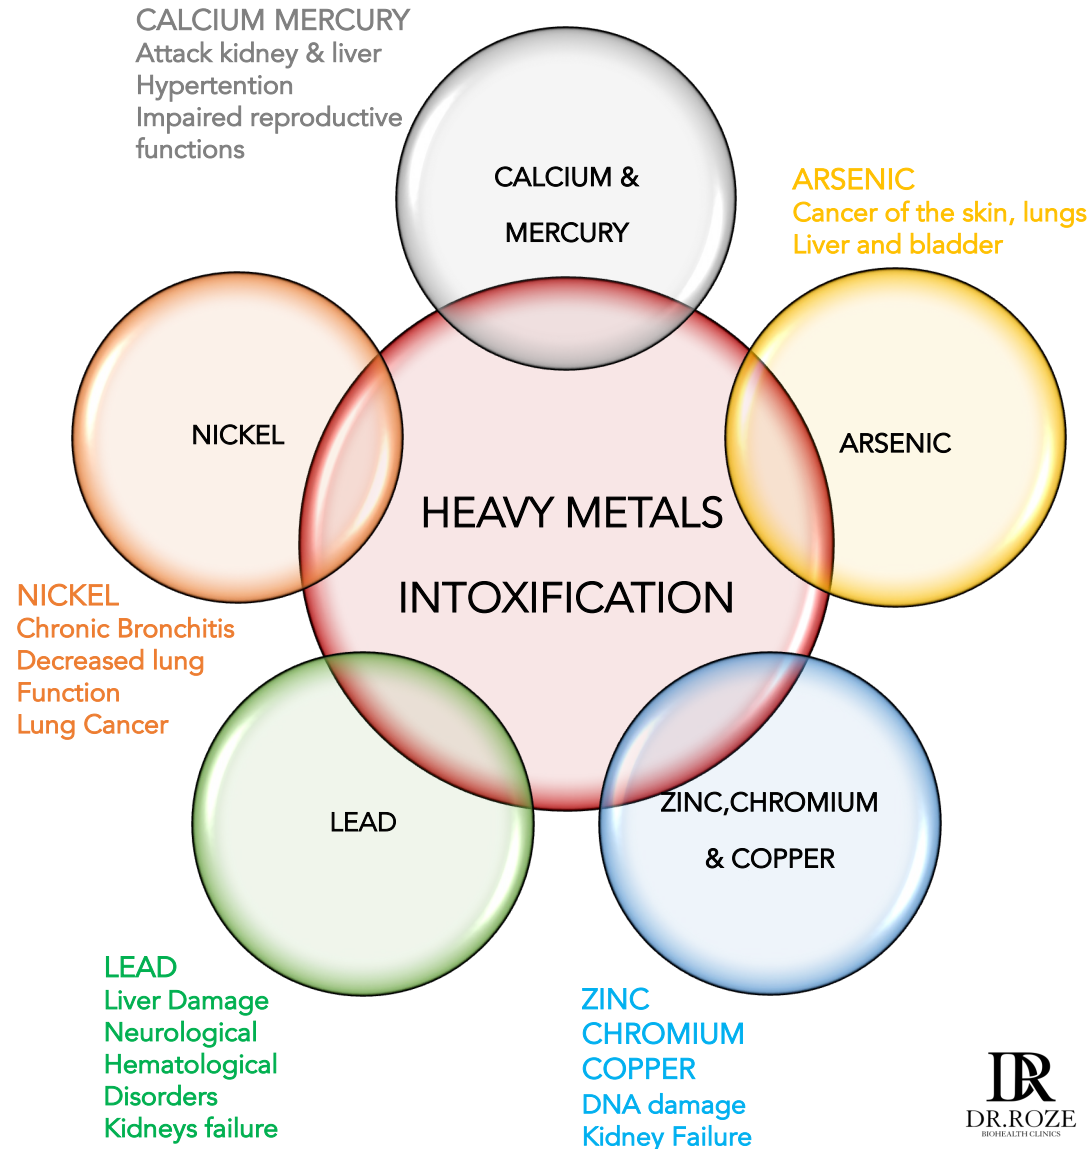 CALCIUM MERCURY
Attack kidney & liver
Hypertention
Impaired reproductive
functions
CALCIUM &
MERCURY
ARSENIC
Cancer of the skin, lungs
Liver and bladder
NICKEL
ARSENIC
HEAVY METALS
INTOXIFICATION
NICKEL
Chronic Bronchitis
Decreased lung
Function
Lung Cancer
LEAD
ZINC,CHROMIUM
& COPPER
LEAD
Liver Damage
Neurological
Hematological
Disorders
Kidneys failure
ZINC
CHROMIUM
COPPER
DNA damage
Kidney Failure
DR
DR.ROZE
BIOHEALTH CLINICS